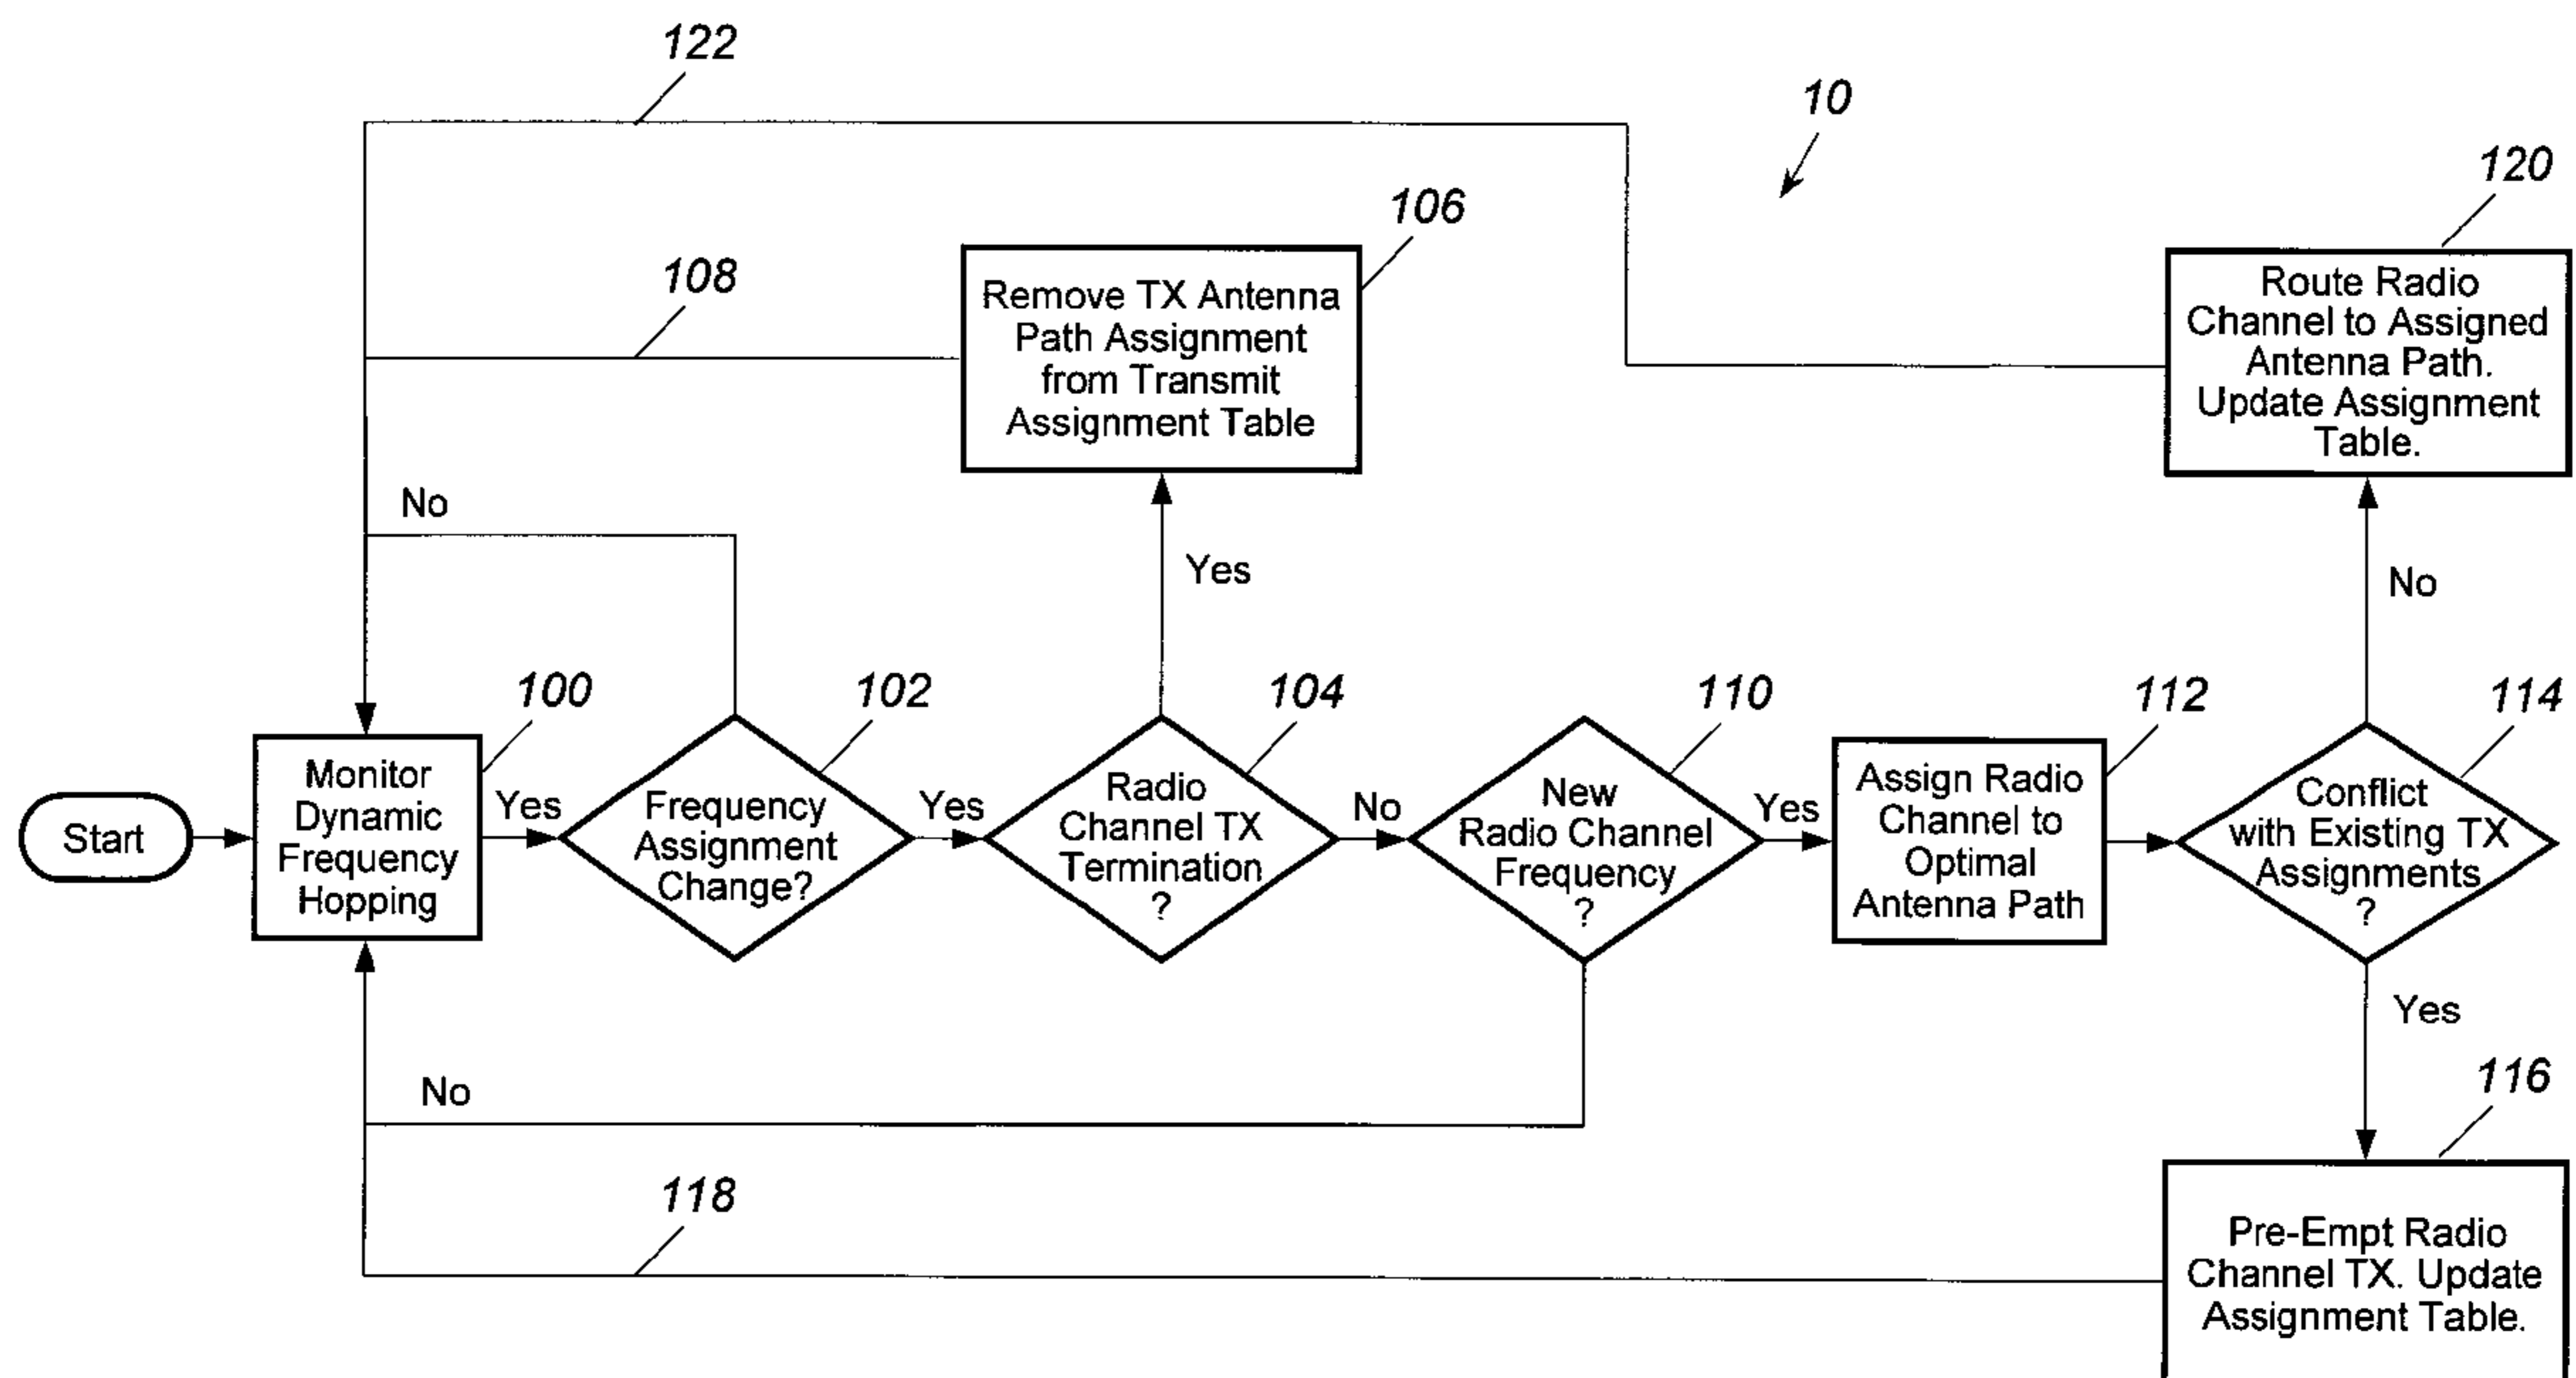 122
10
120
106
108
Remove TX Antenna
Path Assignment
from Transmit
Assignment Table
Route Radio
Channel to Assigned
Antenna Path.
Update Assignment
Table.
No
Yes
No
100
102
104
110
112
114
Start
Monitor
Dynamic
Frequency
Hopping
Yes
Frequency
Assignment
Change?
Yes
Radio
Channel TX
Termination
?
No
New
Radio Channel
Frequency
?
Yes
Assign Radio
Channel to
Optimal
Antenna Path
Conflict
with Existing TX
Assignments
?
Yes
No
116
118
Pre-Empt Radio
Channel TX. Update
Assignment Table.